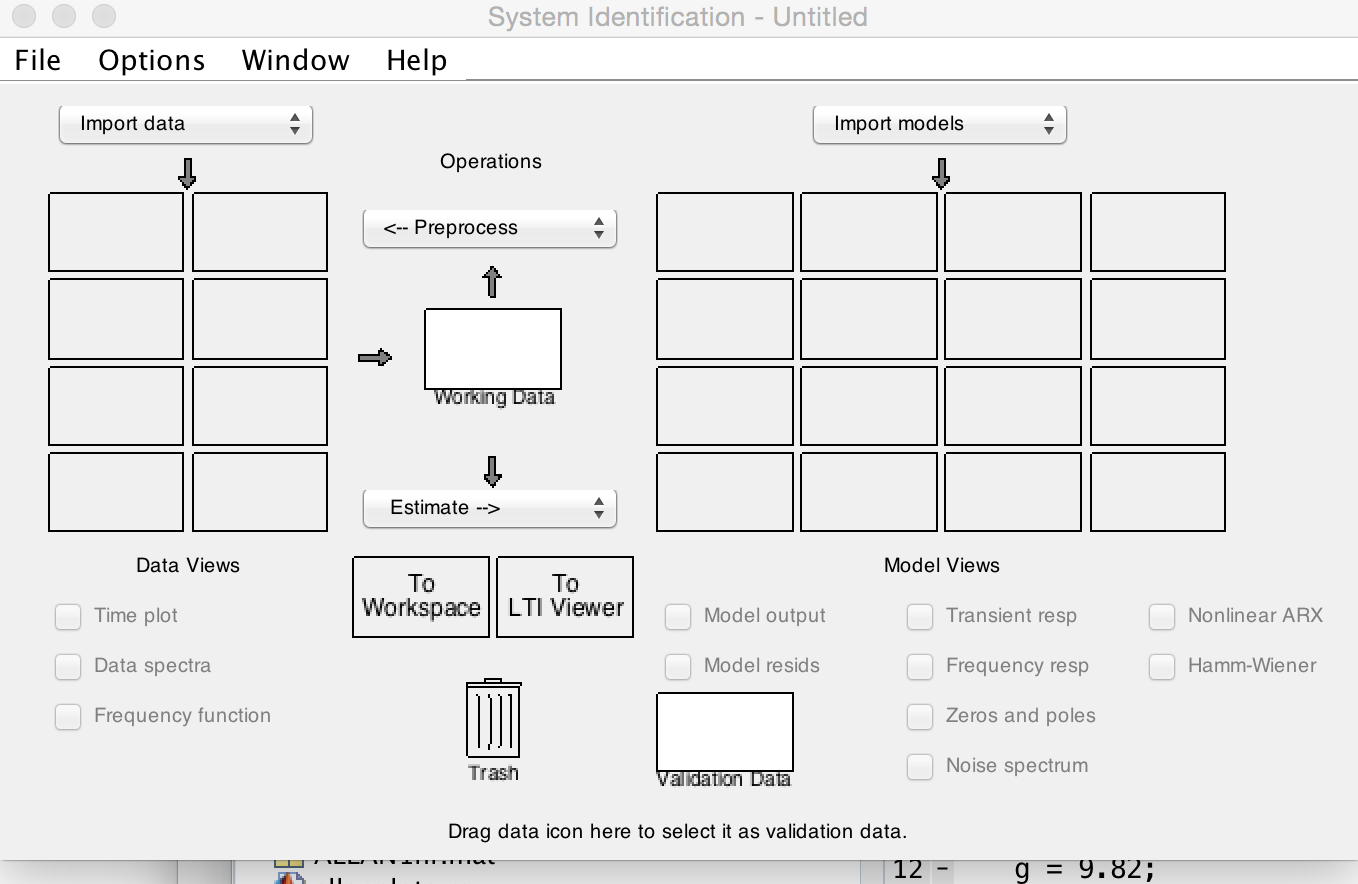 System Identification - Untitled
File Options Window Help
Import data
Import models
Operations
<-- Preprocess
Working Data
Estimate -->
Data Views
Model Views
To
Workspace
To
LTI Viewer
Time plot
Data spectra
Frequency function
Model output
Model resids
Transient resp
Frequency resp
Zeros and poles
Noise spectrum
Nonlinear ARX
Hamm-Wiener
Trash
Validation Data
Drag data icon here to select it as validation data.
12 - g = 9.82;